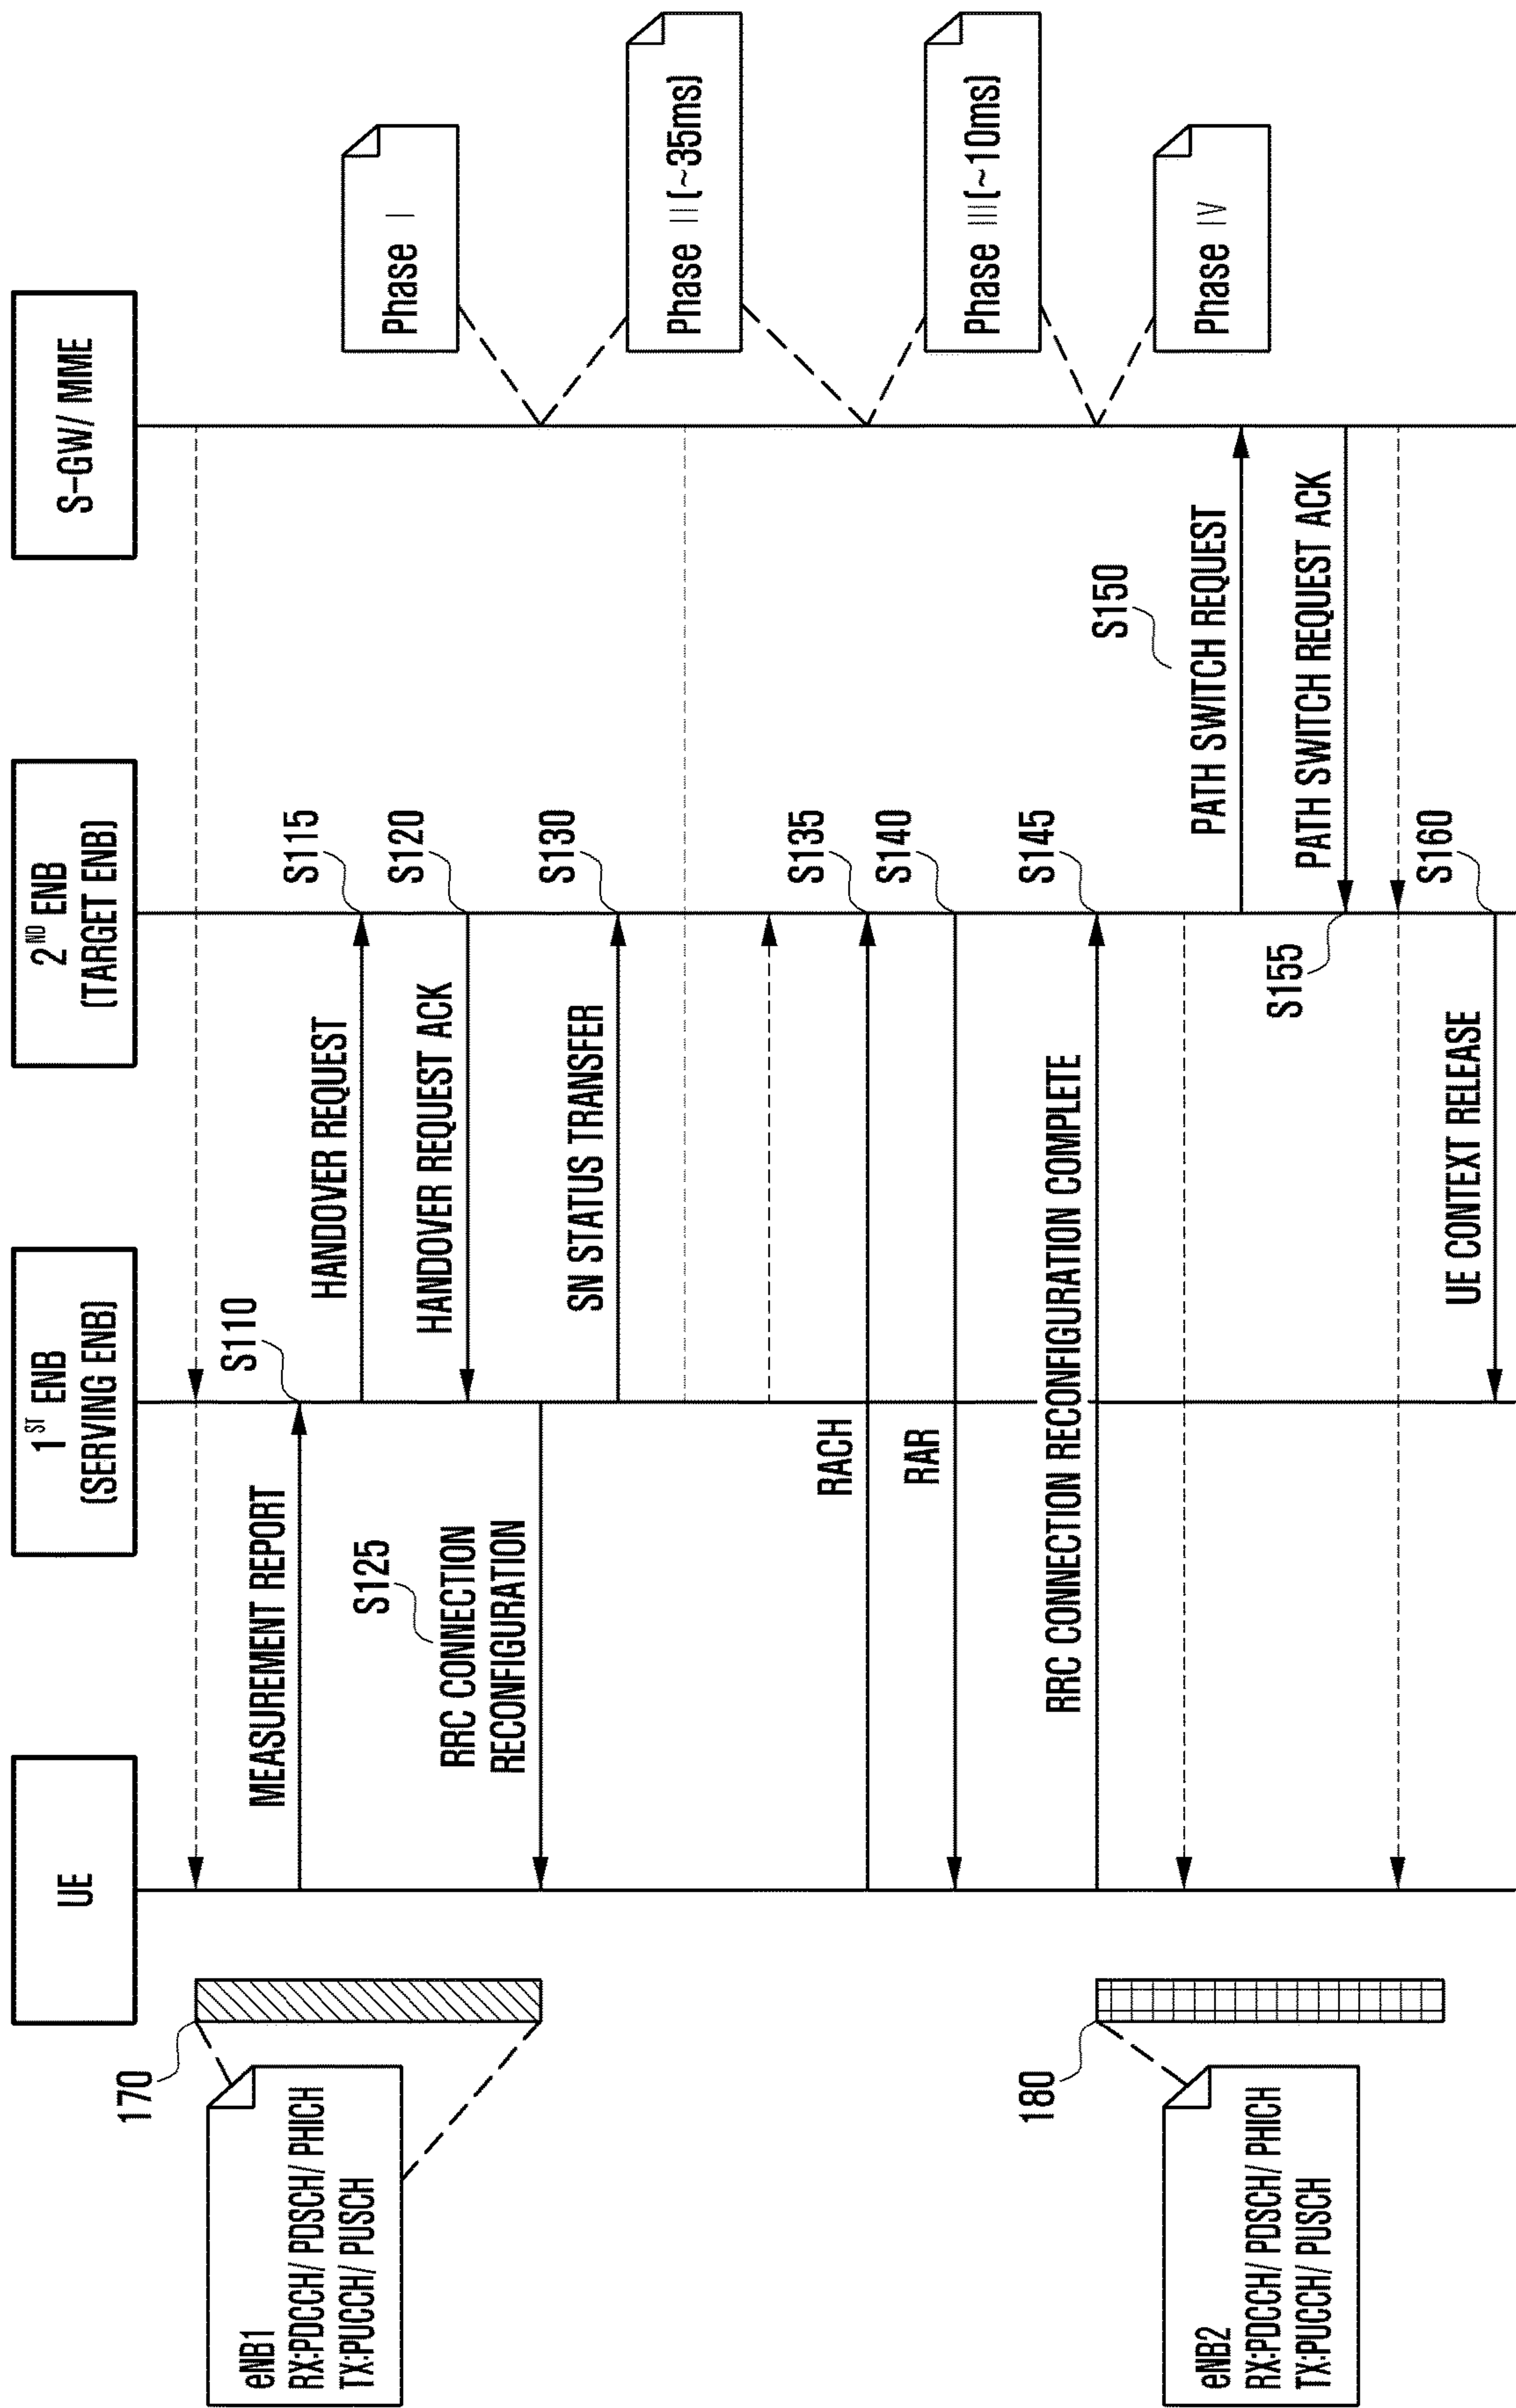 UE
1ST ENB
(SERVING ENB)
2ND ENB
(TARGET ENB)
S-GW/ MME
170
eNB1
RX:PDCCH/ PDSCH/ PHICH
TX:PUCCH/ PUSCH
S110
MEASUREMENT REPORT
HANDOVER REQUEST
S115
HANDOVER REQUEST ACK
S120
Phase I
S125
RRC CONNECTION
RECONFIGURATION
SN STATUS TRANSFER
S130
Phase II(~35ms)
RACH
S135
RAR
S140
Phase III(~10ms)
180
RRC CONNECTION RECONFIGURATION COMPLETE
S145
eNB2
RX:PDCCH/ PDSCH/ PHICH
TX:PUCCH/ PUSCH
S150
PATH SWITCH REQUEST
Phase IV
PATH SWITCH REQUEST ACK
S155
UE CONTEXT RELEASE
S160